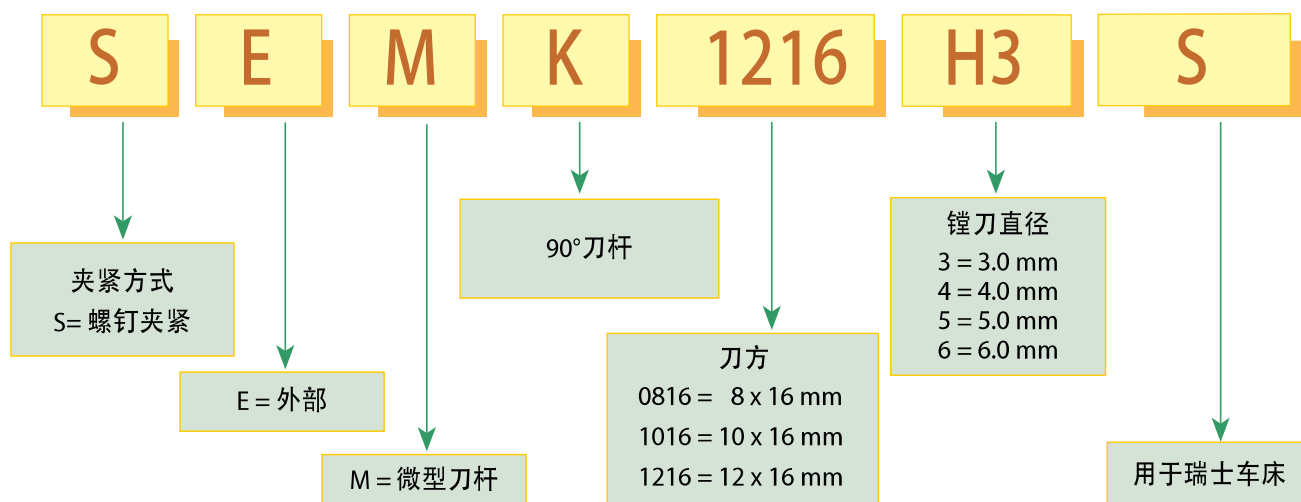 S E M K 1216 H3 S
夹紧方式
S= 螺钉夹紧
E = 外部
M = 微型刀杆
90°刀杆
刀方
0816 = 8 x 16 mm
1016 = 10 x 16 mm
1216 = 12 x 16 mm
镗刀直径
3 = 3.0 mm
4 = 4.0 mm
5 = 5.0 mm
6 = 6.0 mm
用于瑞士车床